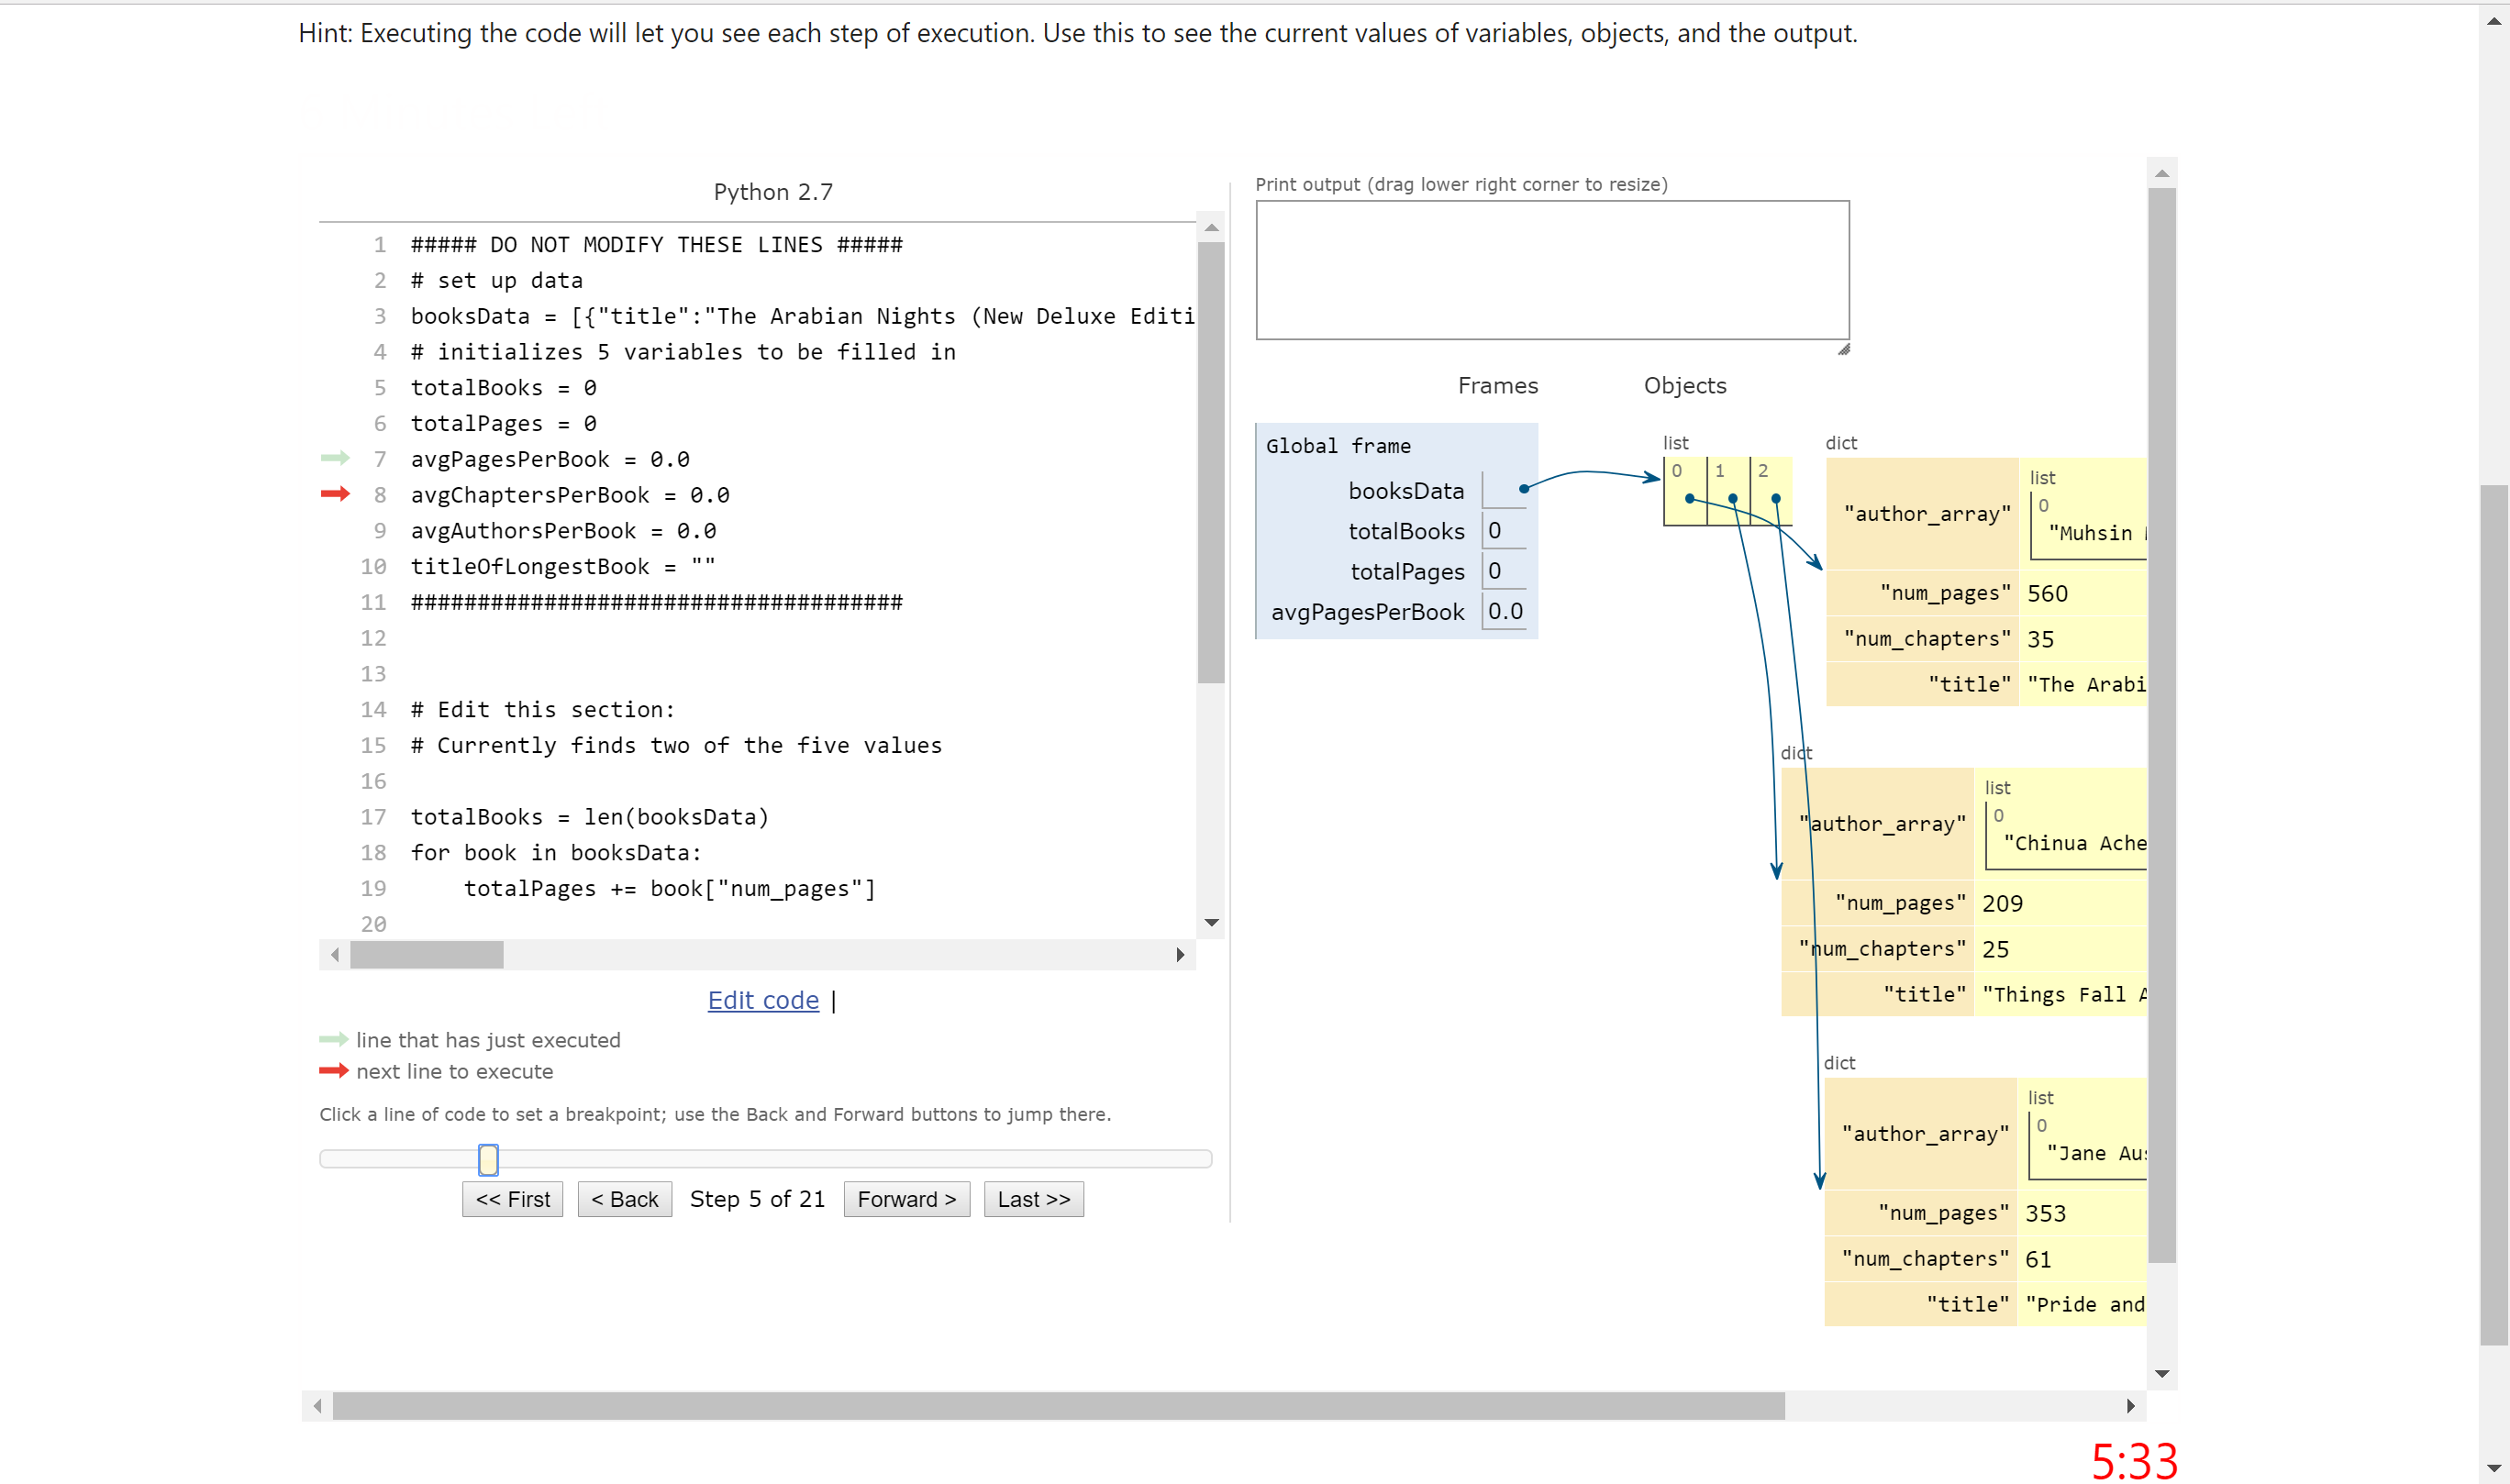 Hint: Executing the code will let you see each step of execution. Use this to see the current values of variables, objects, and the output.
Python 2.7
1 ##### DO NOT MODIFY THESE LINES #####
2 # set up data
3 booksData = [{"title":"The Arabian Nights (New Deluxe Editi
4 # initializes 5 variables to be filled in
5 totalBooks = 0
6 totalPages = 0
7 avgPagesPerBook = 0.0
8 avgChaptersPerBook = 0.0
9 avgAuthorsPerBook = 0.0
10 titleOfLongestBook = ""
11 #####################################
12
13
14 # Edit this section:
15 # Currently finds two of the five values
16
17 totalBooks = len(booksData)
18 for book in booksData:
19 totalPages += book["num_pages"]
20
Edit code |
line that has just executed
next line to execute
Click a line of code to set a breakpoint; use the Back and Forward buttons to jump there.
<< First < Back Step 5 of 21 Forward > Last >>
Print output (drag lower right corner to resize)
Frames Objects
Global frame
booksData
totalBooks 0
totalPages 0
avgPagesPerBook 0.0
list
0 1 2
dict
"author_array"
list
0
"Muhsin
"num_pages" 560
"num_chapters" 35
"title" "The Arabi
dict
"author_array"
list
0
"Chinua Ache
"num_pages" 209
"num_chapters" 25
"title" "Things Fall A
dict
"author_array"
list
0
"Jane Aus
"num_pages" 353
"num_chapters" 61
"title" "Pride and
5:33